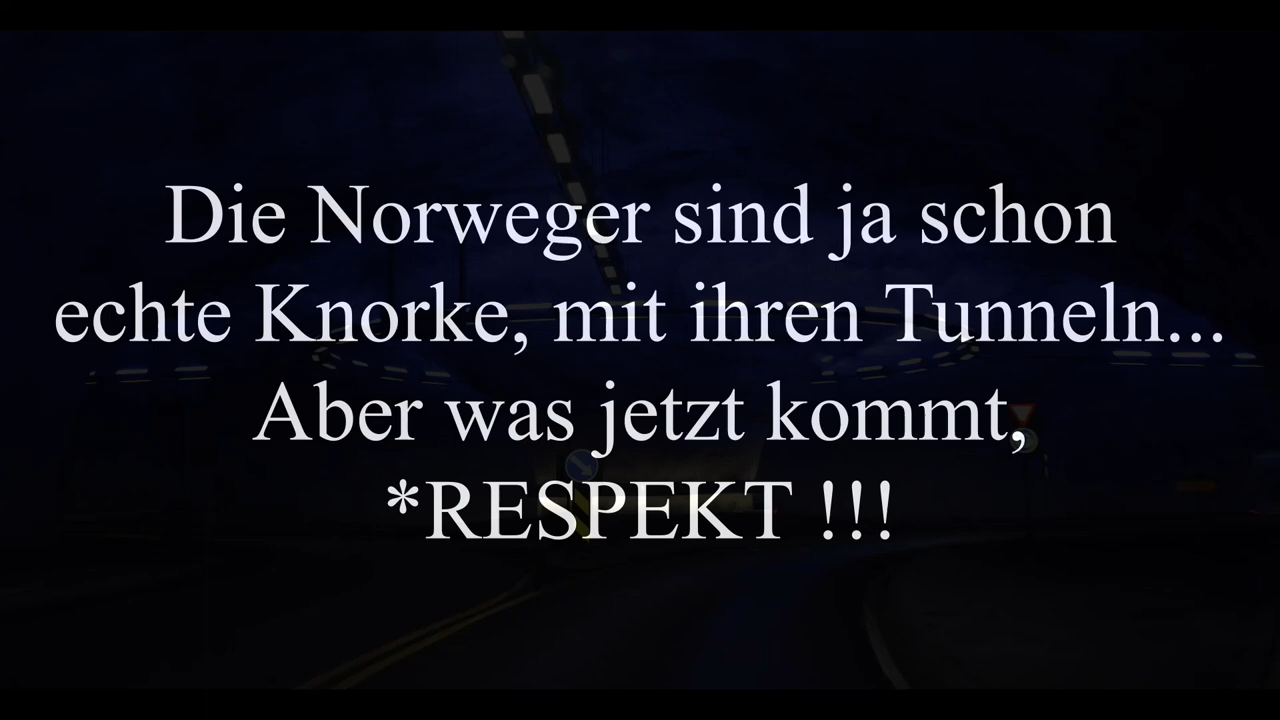 Die Norweger sind ja schon
echte Knorke, mit ihren Tunneln...
Aber was jetzt kommt,
*RESPEKT !!!